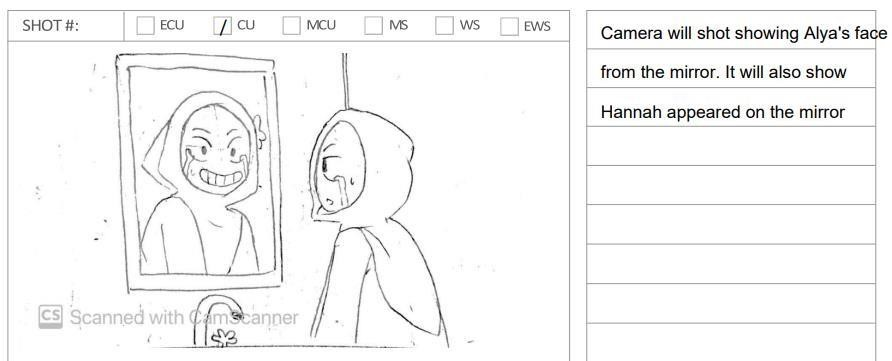 SHOT #:
ECU
CU
MCU
MS
WS
EWS
Camera will shot showing Alya's face
from the mirror. It will also show
Hannah appeared on the mirror
CS Scanned with CamScanner